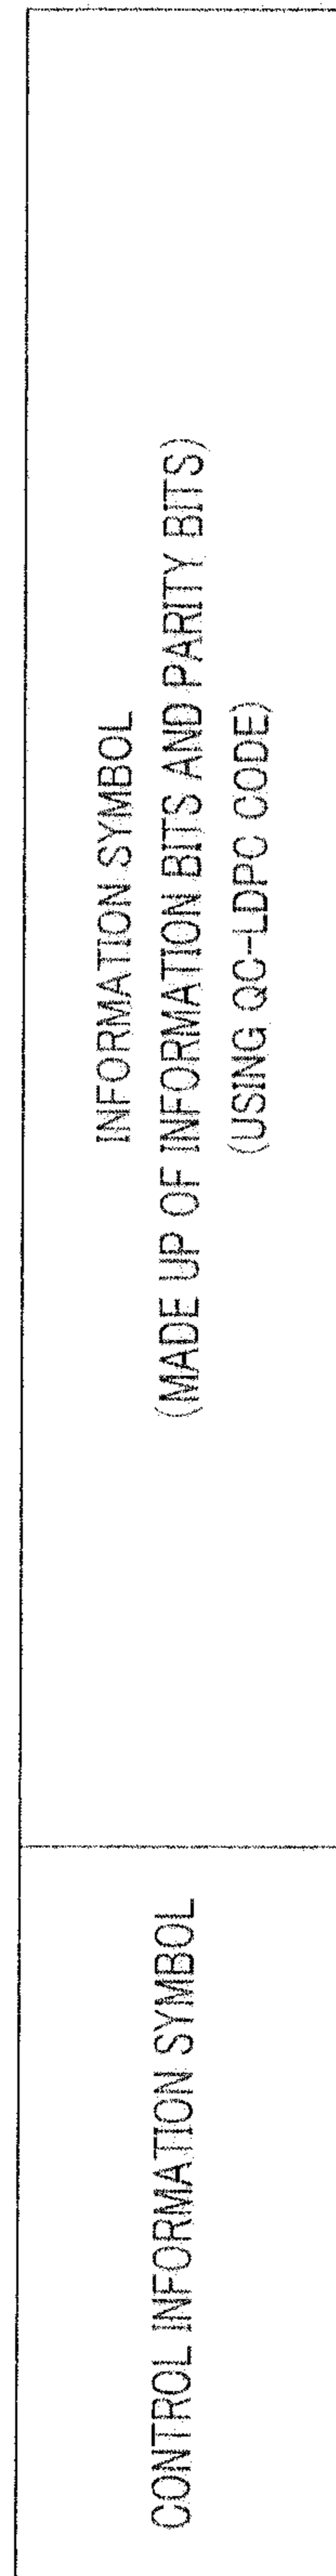 CONTROL INFORMATION SYMBOL
INFORMATION SYMBOL
(MADE UP OF INFORMATION BITS AND PARITY BITS)
(USING QC-LDPC CODE)